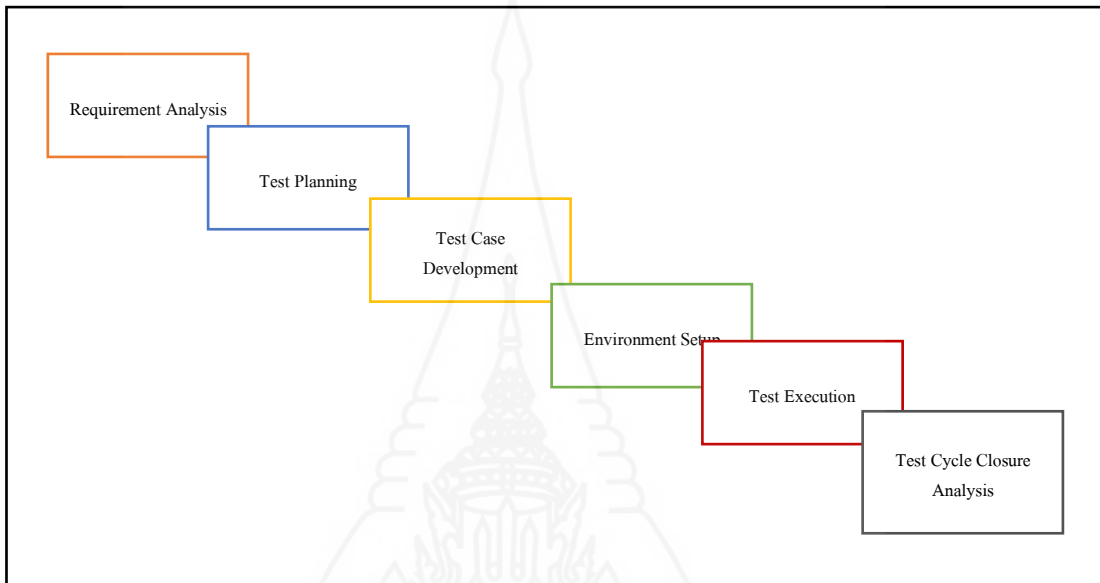 Requirement Analysis
Test Planning
Test Case
Development
Environment Setup
Test Execution
Test Cycle Closure
Analysis